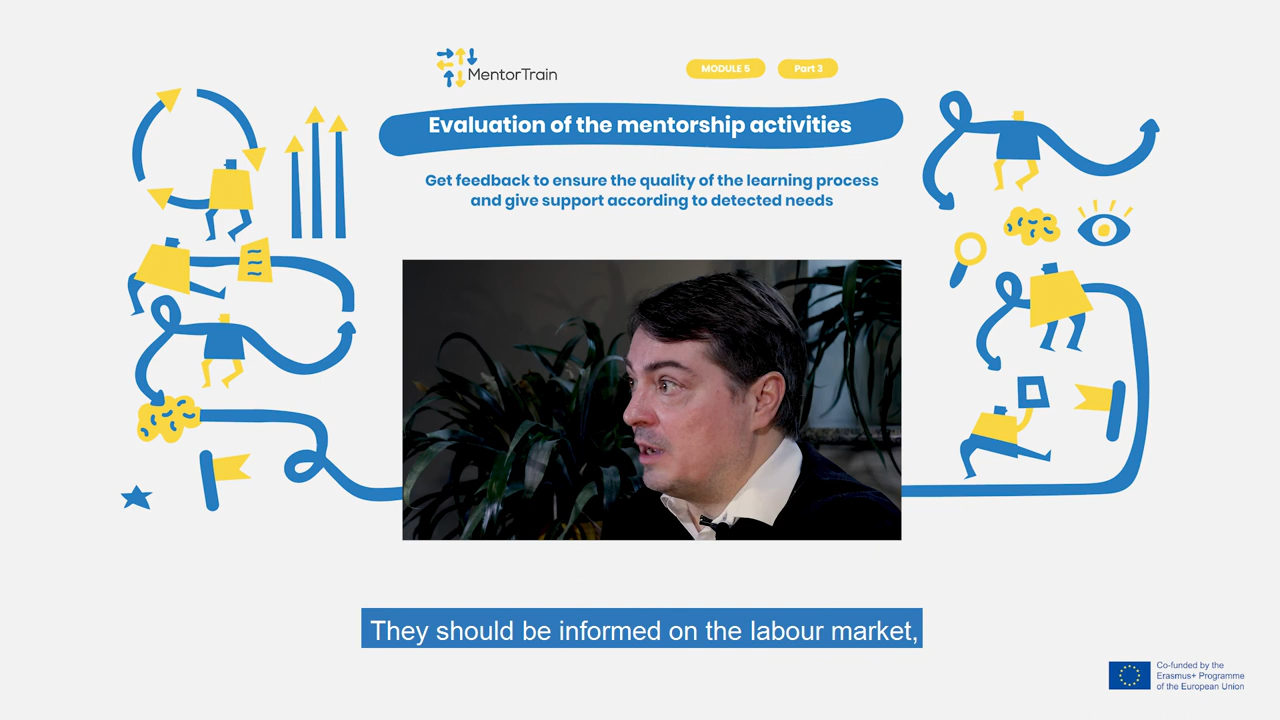 MentorTrain
MODULE 5
Part 3
Evaluation of the mentorship activities
Get feedback to ensure the quality of the learning process
and give support according to detected needs
They should be informed on the labour market,
Co-funded by the
Erasmus+ Programme
of the European Union